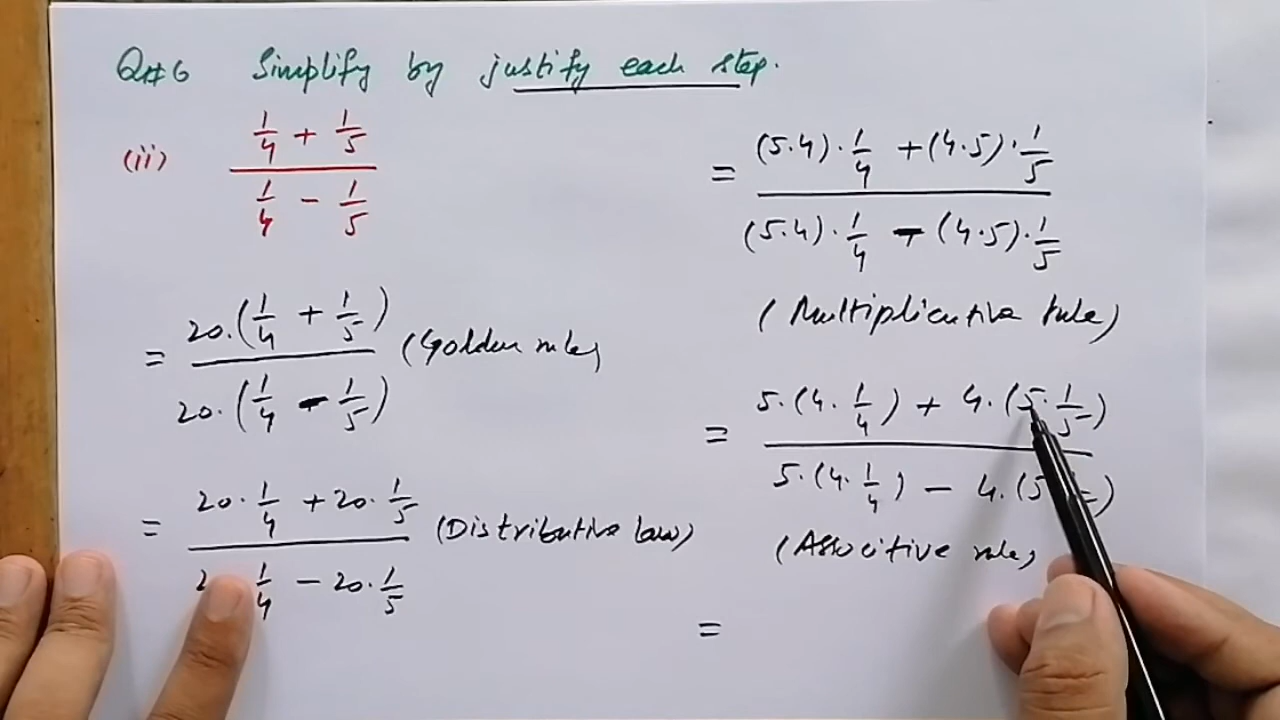 Q#6 Simplify by justify each step.
(ii) (1/4 + 1/5) / (1/4 - 1/5)
= 20.(1/4 + 1/5) / 20.(1/4 - 1/5) (Golden rule)
= (20.1/4 + 20.1/5) / (1/4 - 20.1/5) (Distributive law)
= ((5.4).1/4 + (4.5).1/5) / ((5.4).1/4 - (4.5).1/5)
(Multiplicative rule)
= (5.(4.1/4) + 4.(5.1/5)) / (5.(4.1/4) - 4.(5
(Associtive rule)
=